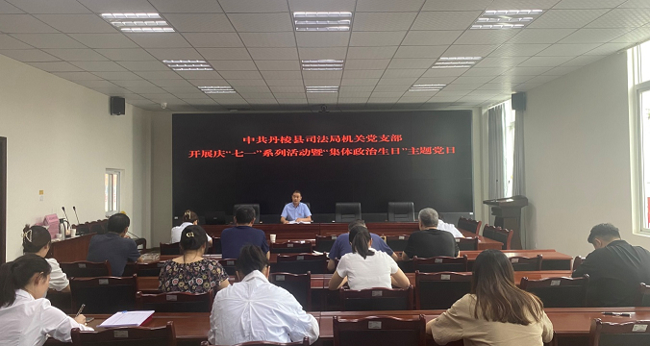 中共丹棱县司法局机关党支部
开展庆“七一”系列活动暨“集体政治生日”主题党日